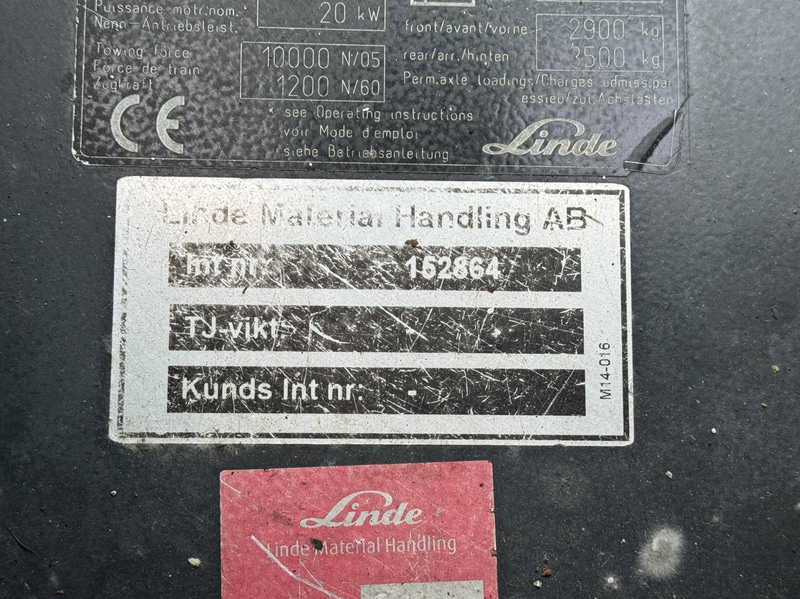 Puissance motr.nom. 20 kW
Nenn-Antriebsleist.
front/avant/vorne 2900 kg
Towing force 10000 N/05
rear/arr./hinten 3500 kg
Force de train
Zugkraft 1200 N/60
Perm.axle loadings/Charges admiss.par
essieu/zul.Achslasten
CE
see Operating instructions
voir Mode d'emploi
siehe Betriebsanleitung
Linde
Linde Material Handling AB
Int nr: 152864
TJ-vikt: -
Kunds Int nr: -
M14-016
Linde
Linde Material Handling